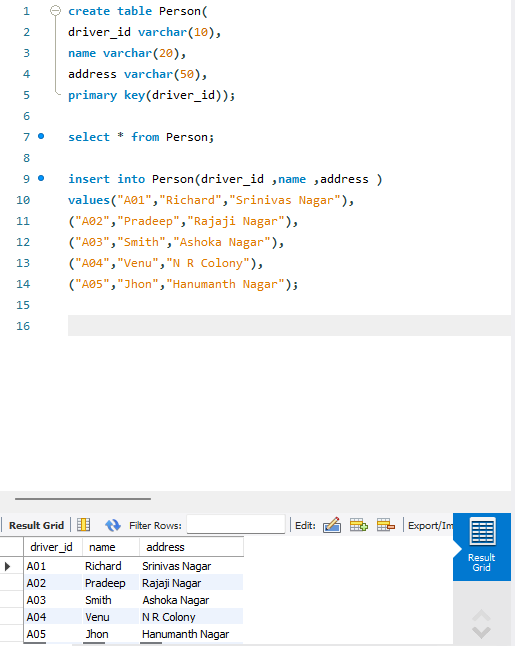 1 create table Person(
2 driver_id varchar(10),
3 name varchar(20),
4 address varchar(50),
5 primary key(driver_id));
6
7 select * from Person;
8
9 insert into Person(driver_id ,name ,address )
10 values("A01","Richard","Srinivas Nagar"),
11 ("A02","Pradeep","Rajaji Nagar"),
12 ("A03","Smith","Ashoka Nagar"),
13 ("A04","Venu","N R Colony"),
14 ("A05","Jhon","Hanumanth Nagar");
15
16
Result Grid Filter Rows: Edit: Export/Im
driver_id name address
A01 Richard Srinivas Nagar
A02 Pradeep Rajaji Nagar
A03 Smith Ashoka Nagar
A04 Venu N R Colony
A05 Jhon Hanumanth Nagar
Result
Grid